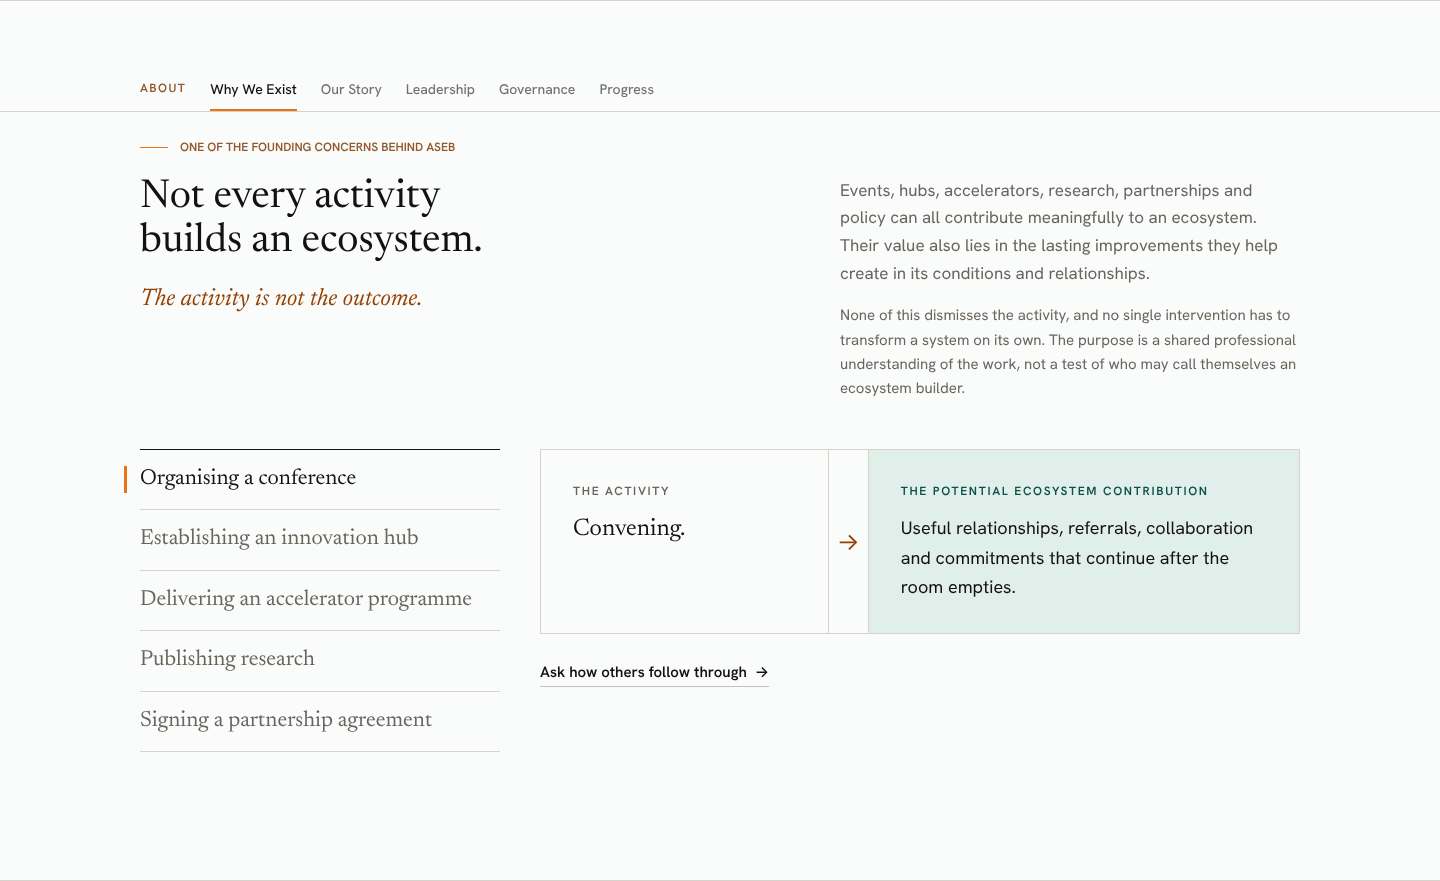 ABOUT
Why We Exist
Our Story
Leadership
Governance
Progress
ONE OF THE FOUNDING CONCERNS BEHIND ASEB
Not every activity
builds an ecosystem.
The activity is not the outcome.
Events, hubs, accelerators, research, partnerships and
policy can all contribute meaningfully to an ecosystem.
Their value also lies in the lasting improvements they help
create in its conditions and relationships.
None of this dismisses the activity, and no single intervention has to
transform a system on its own. The purpose is a shared professional
understanding of the work, not a test of who may call themselves an
ecosystem builder.
Organising a conference
Establishing an innovation hub
Delivering an accelerator programme
Publishing research
Signing a partnership agreement
THE ACTIVITY
Convening.
→
THE POTENTIAL ECOSYSTEM CONTRIBUTION
Useful relationships, referrals, collaboration
and commitments that continue after the
room empties.
Ask how others follow through →